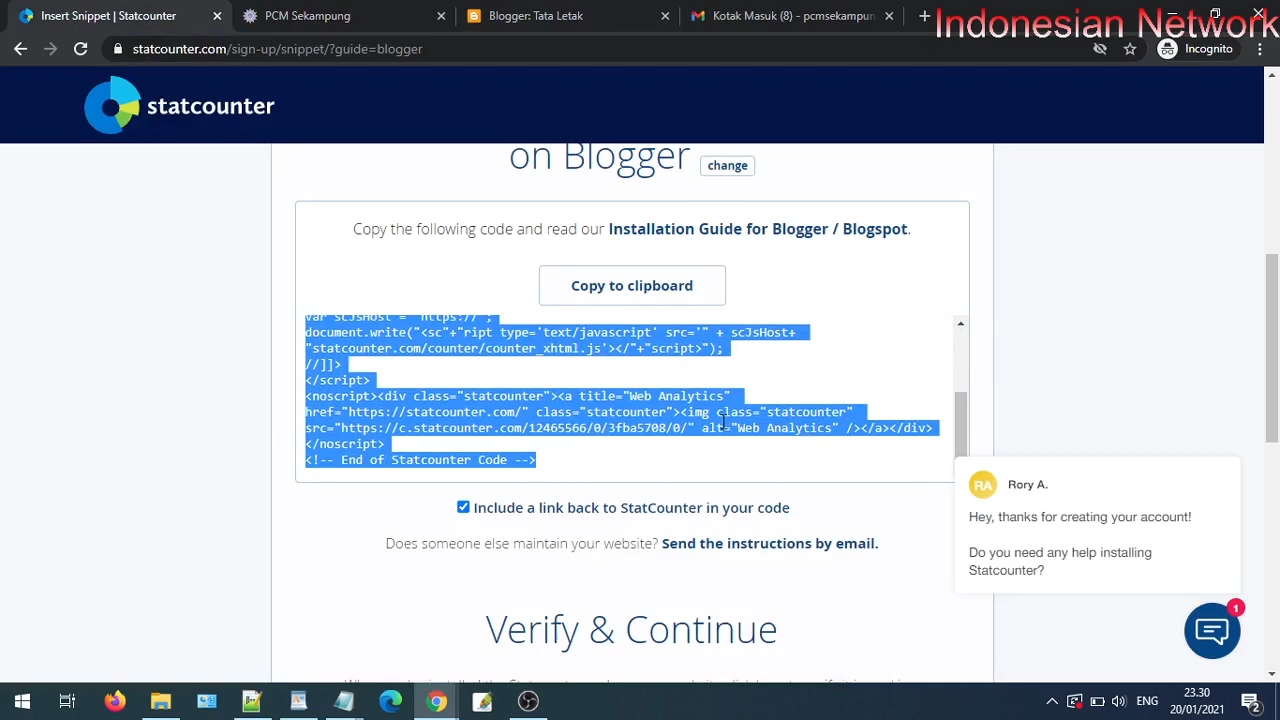 Insert Snippet | Statcounter
PCM Sekampung
Blogger: Tata Letak
Kotak Masuk (8) - pcmsekampun
Indonesian Network
statcounter.com/sign-up/snippet/?guide=blogger
Incognito
statcounter
on Blogger
change
Copy the following code and read our Installation Guide for Blogger / Blogspot.
Copy to clipboard
var scJsHost = "https://";
document.write("<sc"+"ript type='text/javascript' src='" + scJsHost+
"statcounter.com/counter/counter_xhtml.js'></"+"script>");
//]]>
</script>
<noscript><div class="statcounter"><a title="Web Analytics"
href="https://statcounter.com/" class="statcounter"><img class="statcounter"
src="https://c.statcounter.com/12465566/0/3fba5708/0/" alt="Web Analytics" /></a></div>
</noscript>
<!-- End of Statcounter Code -->
Include a link back to StatCounter in your code
Does someone else maintain your website? Send the instructions by email.
RA
Rory A.
Hey, thanks for creating your account!
Do you need any help installing
Statcounter?
1
Verify & Continue
ENG
23.30
20/01/2021
2